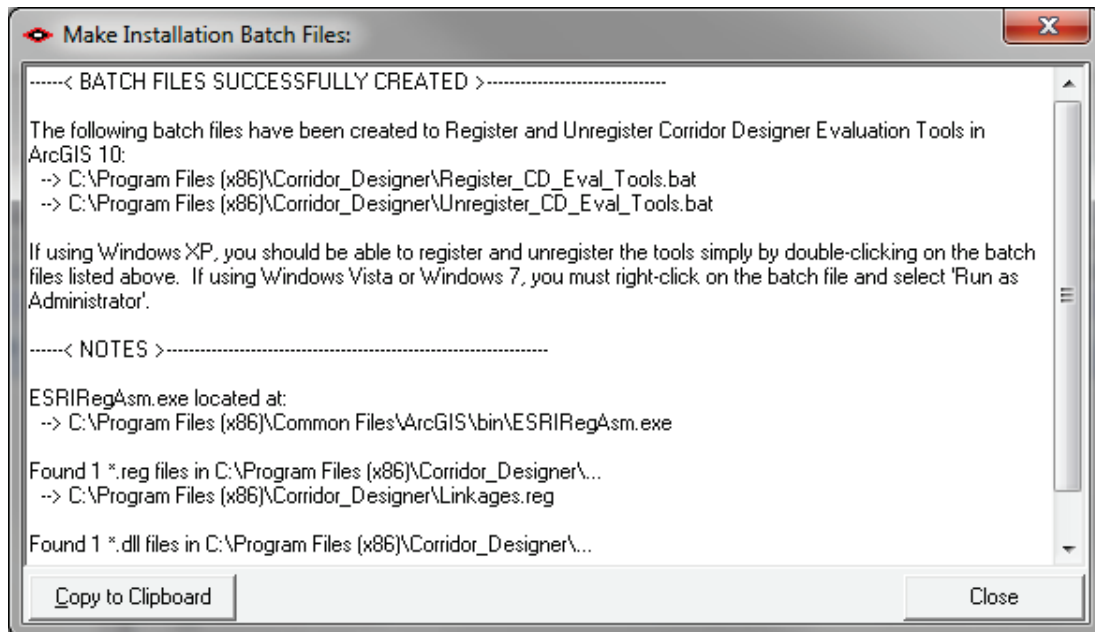 Make Installation Batch Files:
------< BATCH FILES SUCCESSFULLY CREATED >--------------------------------
The following batch files have been created to Register and Unregister Corridor Designer Evaluation Tools in
ArcGIS 10:
--> C:\Program Files (x86)\Corridor_Designer\Register_CD_Eval_Tools.bat
--> C:\Program Files (x86)\Corridor_Designer\Unregister_CD_Eval_Tools.bat
If using Windows XP, you should be able to register and unregister the tools simply by double-clicking on the batch
files listed above.  If using Windows Vista or Windows 7, you must right-click on the batch file and select 'Run as
Administrator'.
------< NOTES >--------------------------------------------------------------------
ESRIRegAsm.exe located at:
--> C:\Program Files (x86)\Common Files\ArcGIS\bin\ESRIRegAsm.exe
Found 1 *.reg files in C:\Program Files (x86)\Corridor_Designer\...
--> C:\Program Files (x86)\Corridor_Designer\Linkages.reg
Found 1 *.dll files in C:\Program Files (x86)\Corridor_Designer\...
Copy to Clipboard
Close